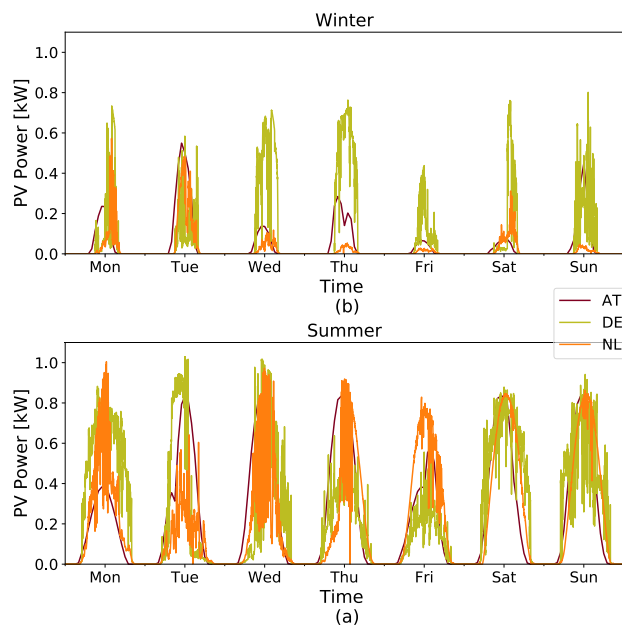 Winter
1.0
0.8
0.6
0.4
0.2
0.0
PV Power [kW]
Mon Tue Wed Thu Fri Sat Sun
Time
(b)
AT
DE
NL
Summer
1.0
0.8
0.6
0.4
0.2
0.0
PV Power [kW]
Mon Tue Wed Thu Fri Sat Sun
Time
(a)